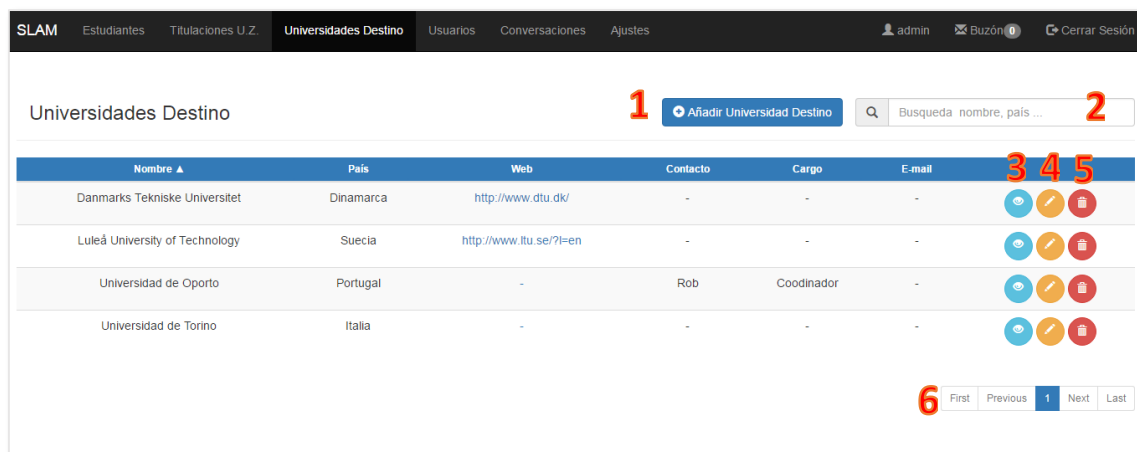 SLAM Estudiantes Titulaciones U.Z. Universidades Destino Usuarios Conversaciones Ajustes admin Buzón 0 Cerrar Sesión
Universidades Destino 1 Añadir Universidad Destino Busqueda nombre, país ... 2
Nombre ▲ País Web Contacto Cargo E-mail 3 4 5
Danmarks Tekniske Universitet Dinamarca http://www.dtu.dk/ - - -
Luleå University of Technology Suecia http://www.ltu.se/?l=en - - -
Universidad de Oporto Portugal - Rob Coodinador -
Universidad de Torino Italia - - - -
6 First Previous 1 Next Last